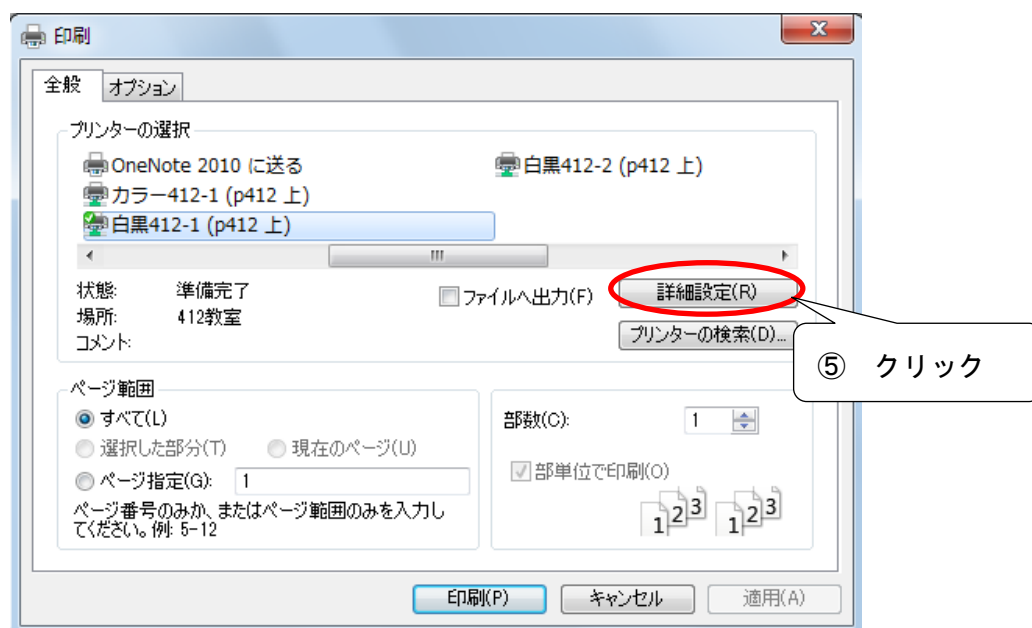 印刷
全般 オプション
プリンターの選択
OneNote 2010 に送る 白黒412-2 (p412 上)
カラー412-1 (p412 上)
白黒412-1 (p412 上)
状態: 準備完了 ファイルへ出力(F) 詳細設定(R)
場所: 412教室
コメント: プリンターの検索(D)...
⑤ クリック
ページ範囲
すべて(L) 部数(C): 1
選択した部分(T) 現在のページ(U)
ページ指定(G): 1 部単位で印刷(O)
ページ番号のみか、またはページ範囲のみを入力し
てください。例: 5-12
1 2 3 1 2 3
印刷(P) キャンセル 適用(A)